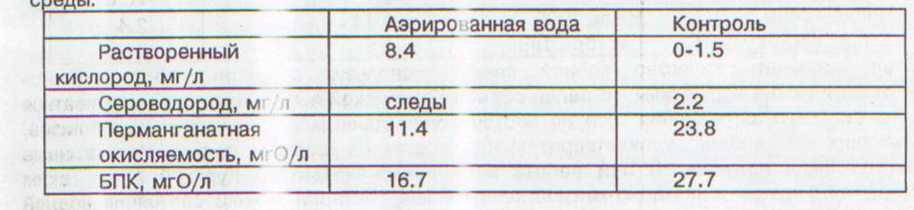 среды.
Аэрированная вода Контроль
Растворенный 8.4 0-1.5
кислород, мг/л
Сероводород, мг/л следы 2.2
Перманганатная 11.4 23.8
окисляемость, мгО/л
БПК, мгО/л 16.7 27.7